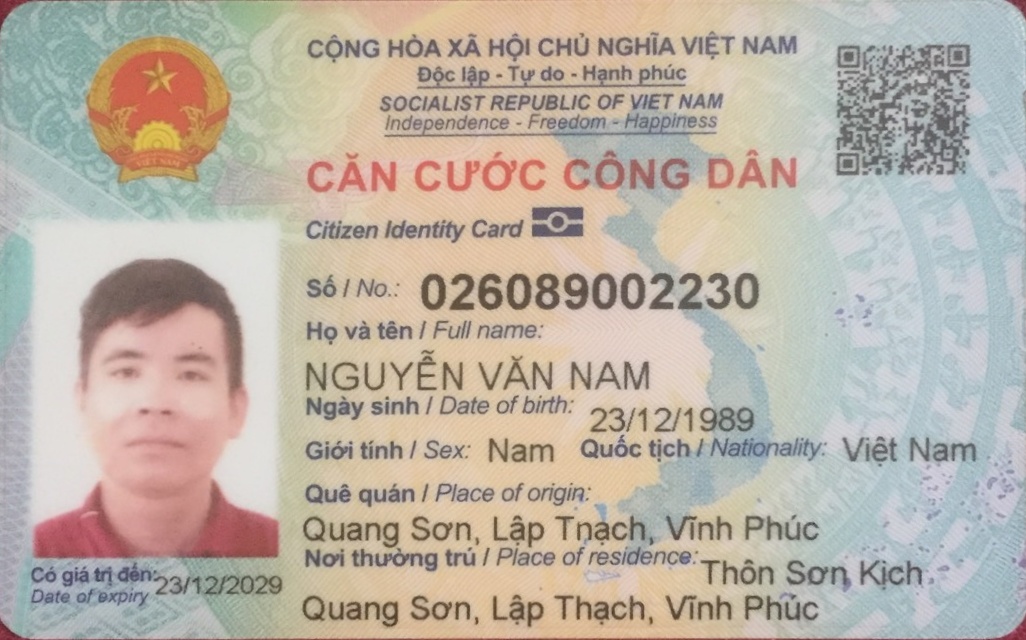 CỘNG HÒA XÃ HỘI CHỦ NGHĨA VIỆT NAM
Độc lập - Tự do - Hạnh phúc
SOCIALIST REPUBLIC OF VIET NAM
Independence - Freedom - Happiness
CĂN CƯỚC CÔNG DÂN
Citizen Identity Card
Số / No.: 026089002230
Họ và tên / Full name:
NGUYỄN VĂN NAM
Ngày sinh / Date of birth: 23/12/1989
Giới tính / Sex: Nam Quốc tịch / Nationality: Việt Nam
Quê quán / Place of origin:
Quang Sơn, Lập Thạch, Vĩnh Phúc
Nơi thường trú / Place of residence: Thôn Sơn Kịch
Quang Sơn, Lập Thạch, Vĩnh Phúc
Có giá trị đến: 23/12/2029
Date of expiry
VIỆT NAM